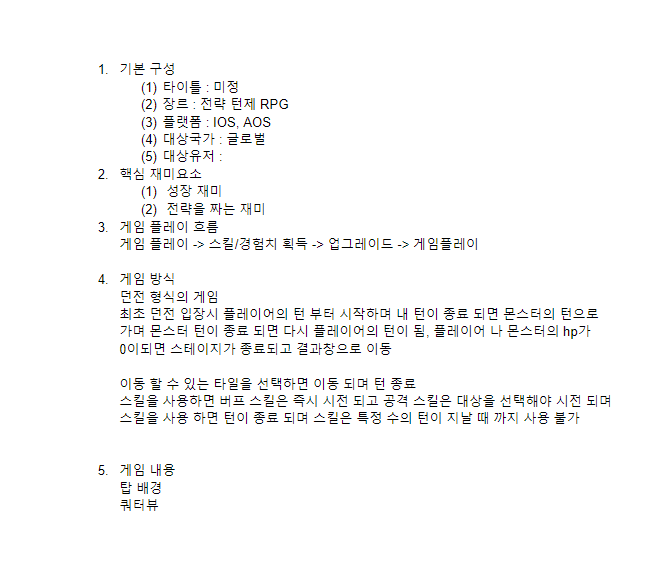 1. 기본 구성
(1) 타이틀 : 미정
(2) 장르 : 전략 턴제 RPG
(3) 플랫폼 : IOS, AOS
(4) 대상국가 : 글로벌
(5) 대상유저 :
2. 핵심 재미요소
(1) 성장 재미
(2) 전략을 짜는 재미
3. 게임 플레이 흐름
게임 플레이 -> 스킬/경험치 획득 -> 업그레이드 -> 게임플레이
4. 게임 방식
던전 형식의 게임
최초 던전 입장시 플레이어의 턴 부터 시작하며 내 턴이 종료 되면 몬스터의 턴으로
가며 몬스터 턴이 종료 되면 다시 플레이어의 턴이 됨, 플레이어 나 몬스터의 hp가
0이되면 스테이지가 종료되고 결과창으로 이동
이동 할 수 있는 타일을 선택하면 이동 되며 턴 종료
스킬을 사용하면 버프 스킬은 즉시 시전 되고 공격 스킬은 대상을 선택해야 시전 되며
스킬을 사용 하면 턴이 종료 되며 스킬은 특정 수의 턴이 지날 때 까지 사용 불가
5. 게임 내용
탑 배경
쿼터뷰